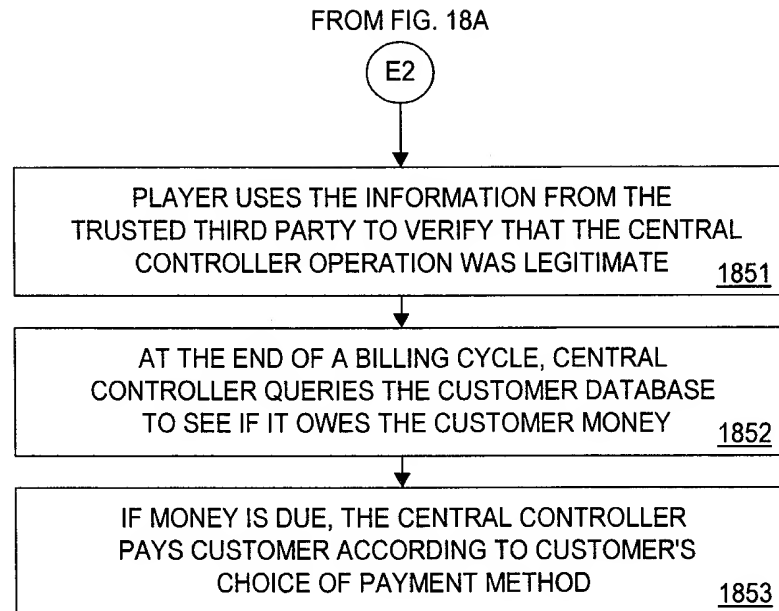 FROM FIG. 18A
E2
PLAYER USES THE INFORMATION FROM THE
TRUSTED THIRD PARTY TO VERIFY THAT THE CENTRAL
CONTROLLER OPERATION WAS LEGITIMATE
1851
AT THE END OF A BILLING CYCLE, CENTRAL
CONTROLLER QUERIES THE CUSTOMER DATABASE
TO SEE IF IT OWES THE CUSTOMER MONEY
1852
IF MONEY IS DUE, THE CENTRAL CONTROLLER
PAYS CUSTOMER ACCORDING TO CUSTOMER'S
CHOICE OF PAYMENT METHOD
1853